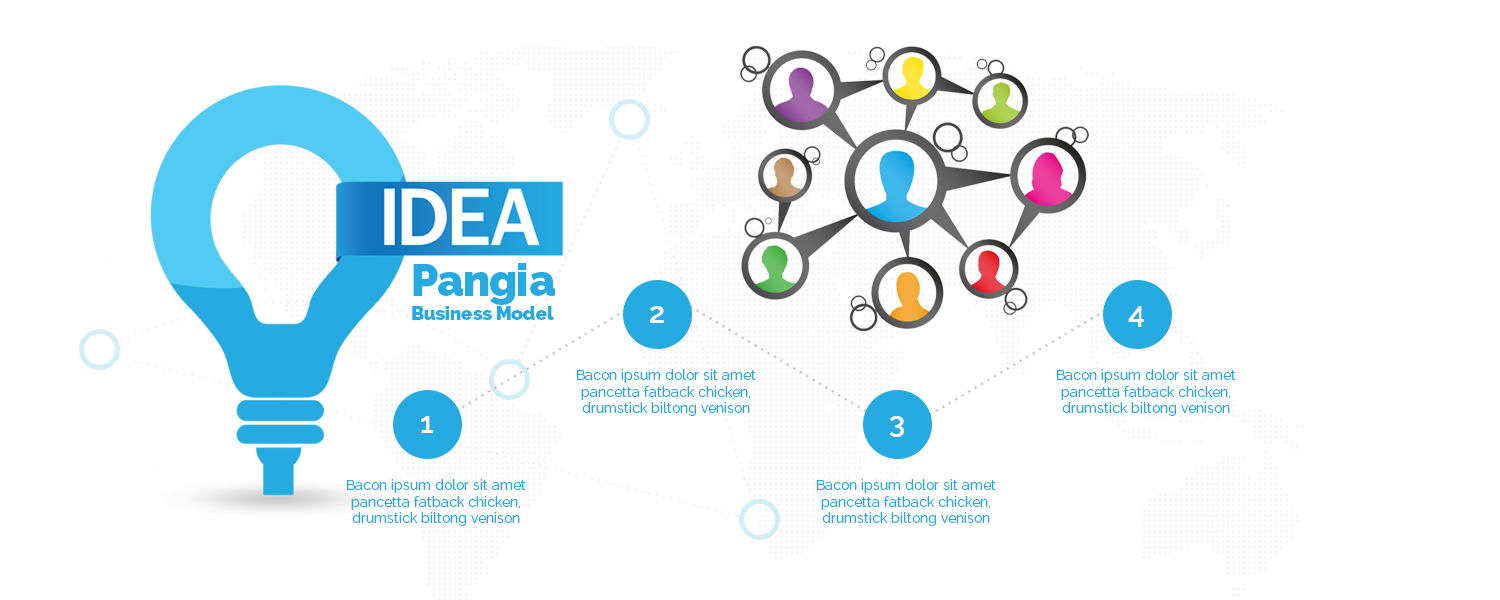 IDEA
Pangia
Business Model
1
Bacon ipsum dolor sit amet
pancetta fatback chicken,
drumstick biltong venison
2
Bacon ipsum dolor sit amet
pancetta fatback chicken,
drumstick biltong venison
3
Bacon ipsum dolor sit amet
pancetta fatback chicken,
drumstick biltong venison
4
Bacon ipsum dolor sit amet
pancetta fatback chicken,
drumstick biltong venison